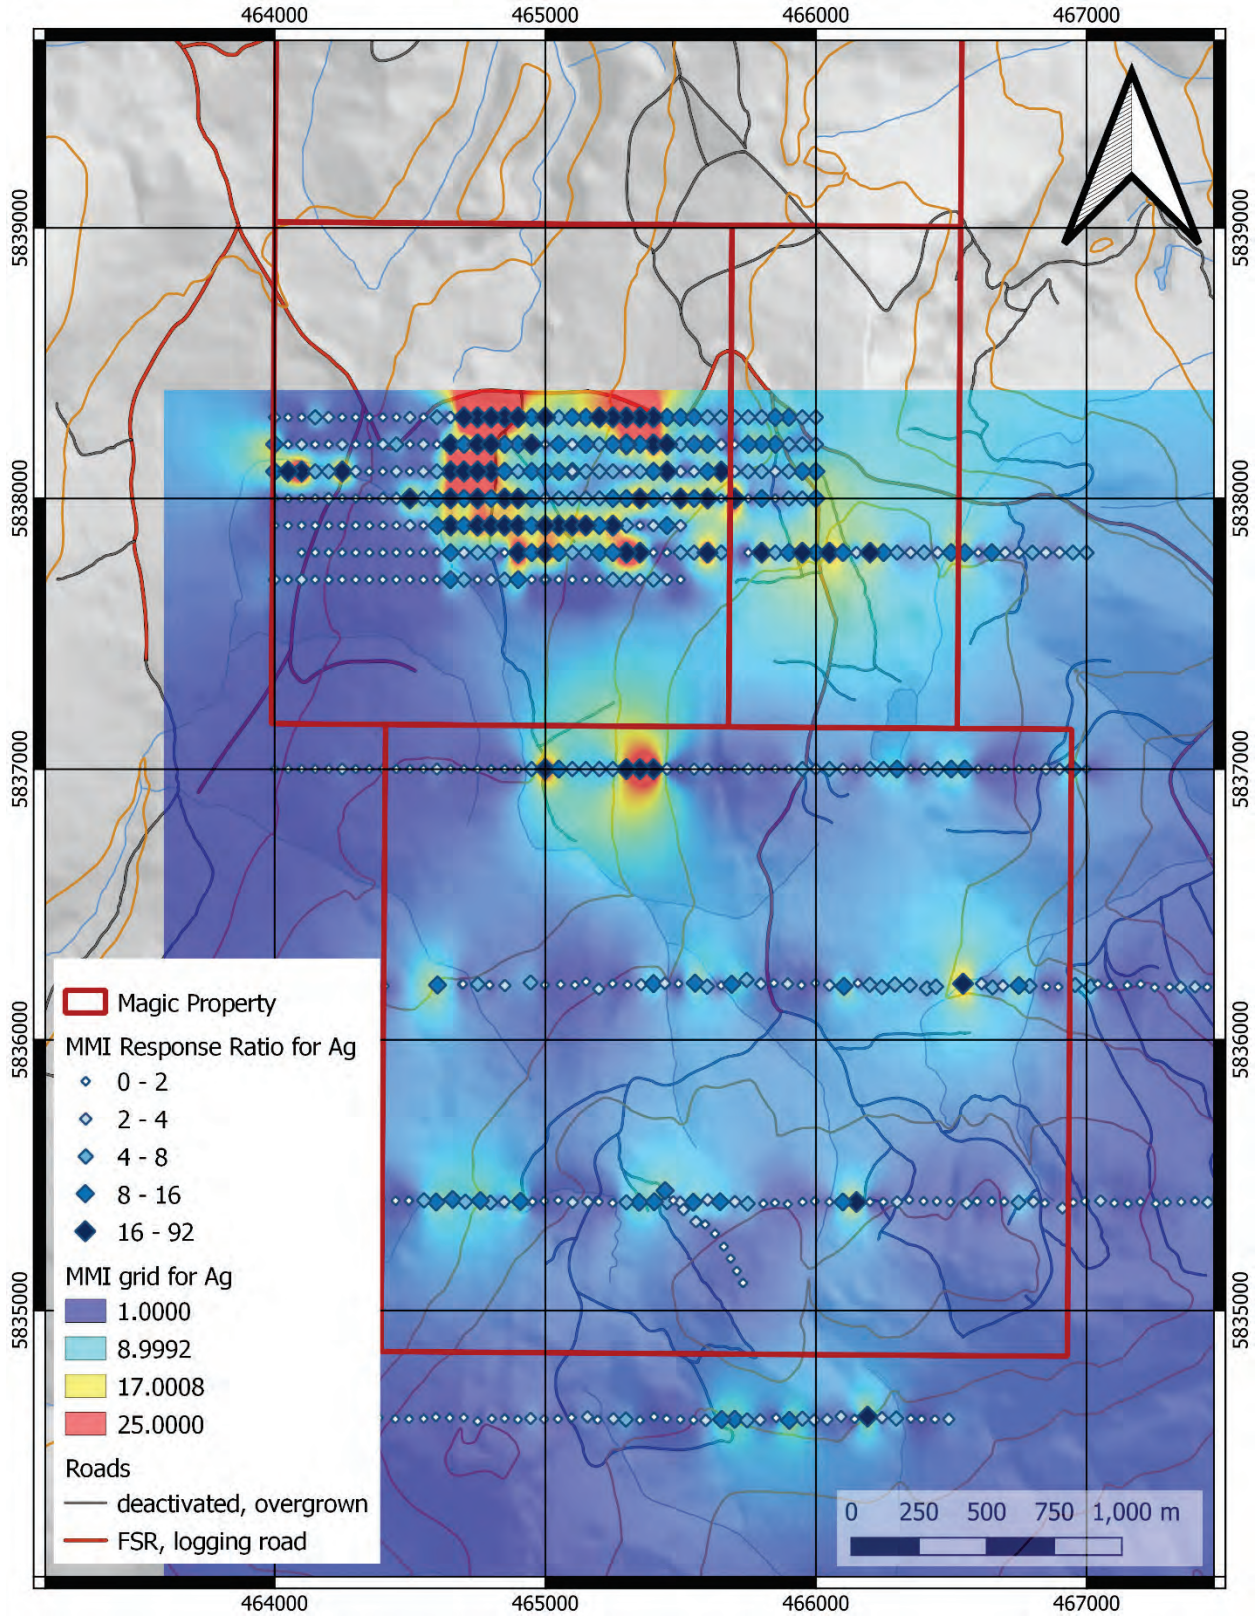 464000 465000 466000 467000
5839000 5839000
5838000 5838000
5837000 5837000
5836000 5836000
5835000 5835000
Magic Property
MMI Response Ratio for Ag
0 - 2
2 - 4
4 - 8
8 - 16
16 - 92
MMI grid for Ag
1.0000
8.9992
17.0008
25.0000
Roads
deactivated, overgrown
FSR, logging road
0 250 500 750 1,000 m
464000 465000 466000 467000